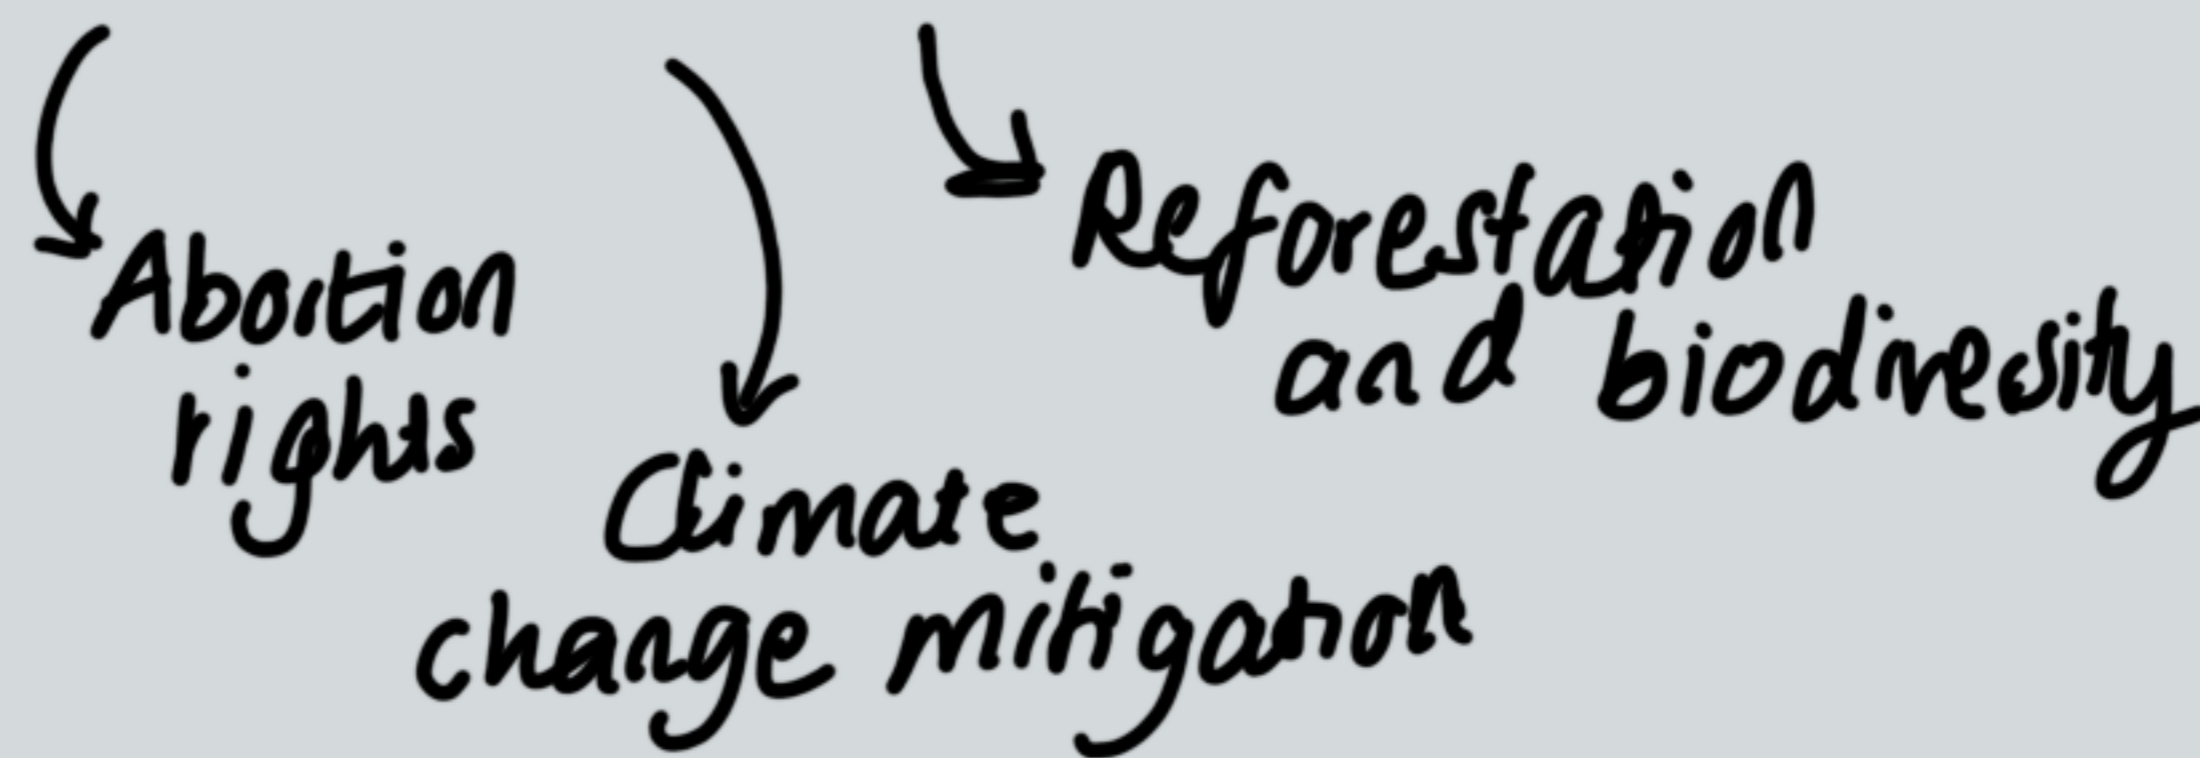 Abortion
rights
Climate
change mitigation
Reforestation
and biodiversity